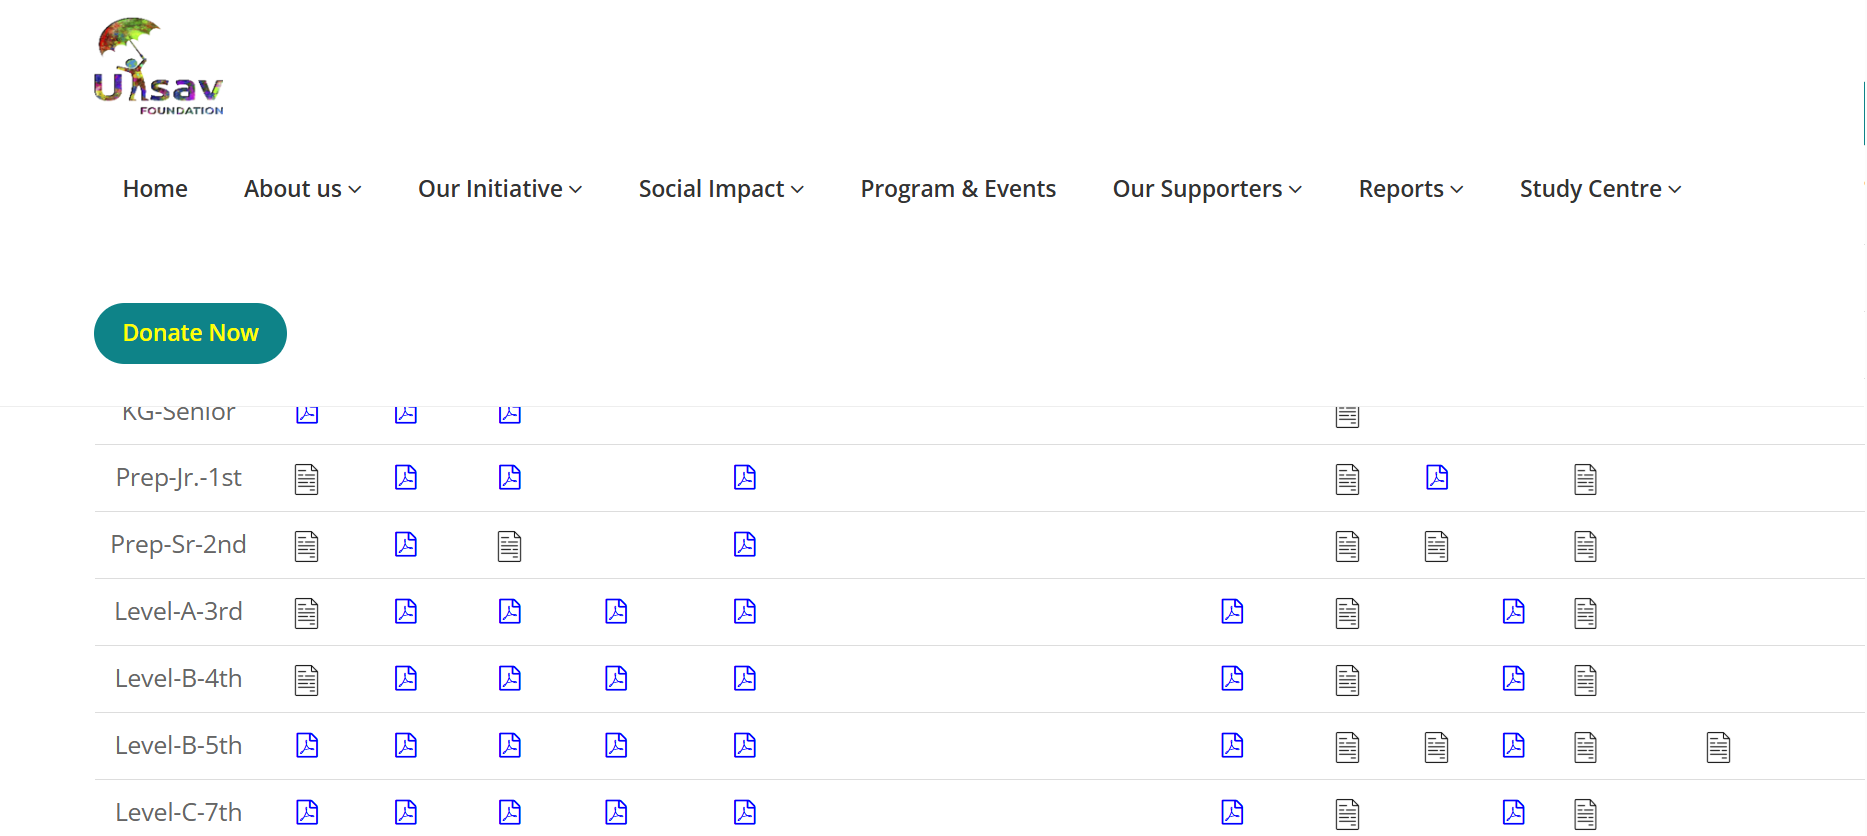 Utsav
FOUNDATION
Home About us Our Initiative Social Impact Program & Events Our Supporters Reports Study Centre
Donate Now
KG-Senior
Prep-Jr.-1st
Prep-Sr-2nd
Level-A-3rd
Level-B-4th
Level-B-5th
Level-C-7th